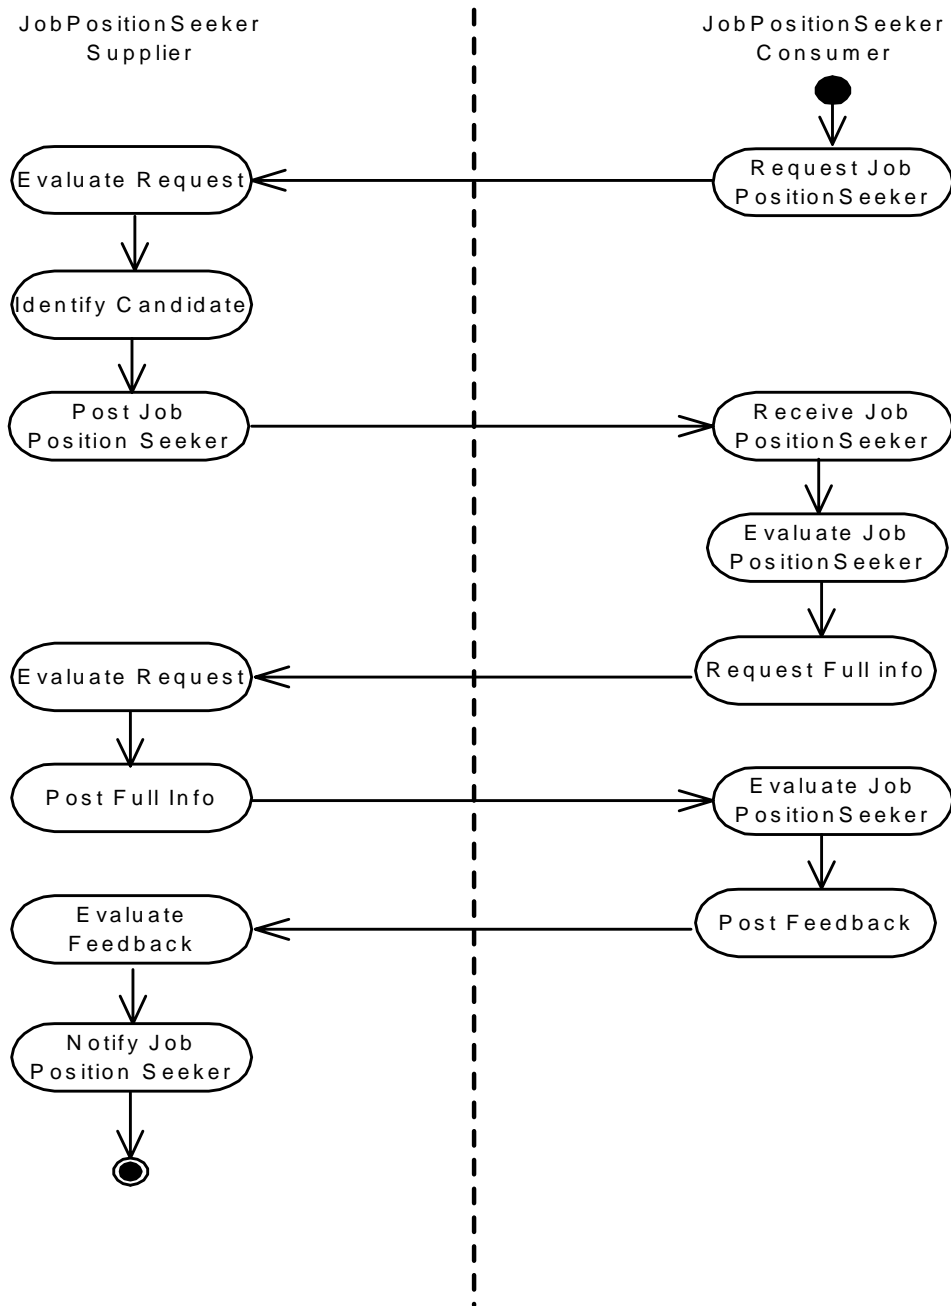 JobPositionSeeker
Supplier
JobPositionSeeker
Consumer
Evaluate Request
Request Job
PositionSeeker
Identify Candidate
Post Job
Position Seeker
Receive Job
PositionSeeker
Evaluate Job
PositionSeeker
Evaluate Request
Request Full info
Post Full Info
Evaluate Job
PositionSeeker
Evaluate
Feedback
Post Feedback
Notify Job
Position Seeker